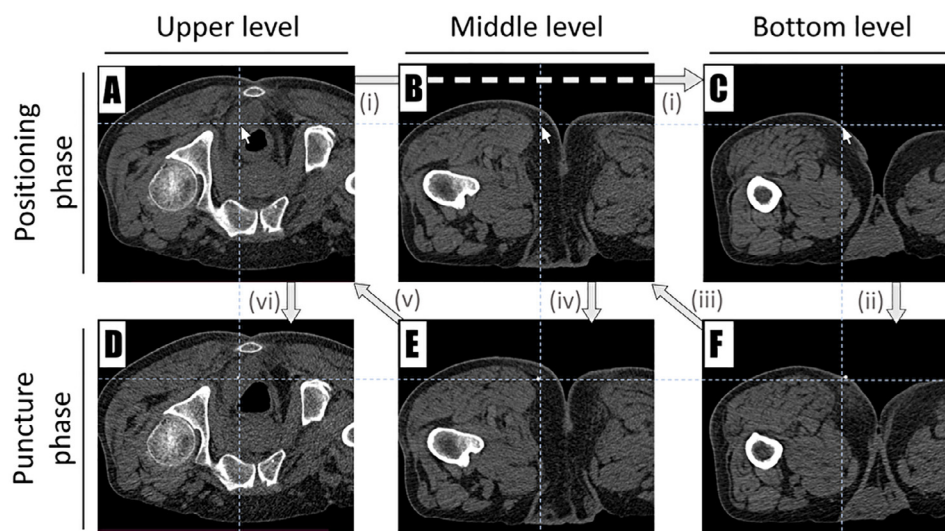 Upper level
Middle level
Bottom level
Positioning
phase
A
B
C
(i)
(i)
(vi)
(v)
(iv)
(iii)
(ii)
Puncture
phase
D
E
F